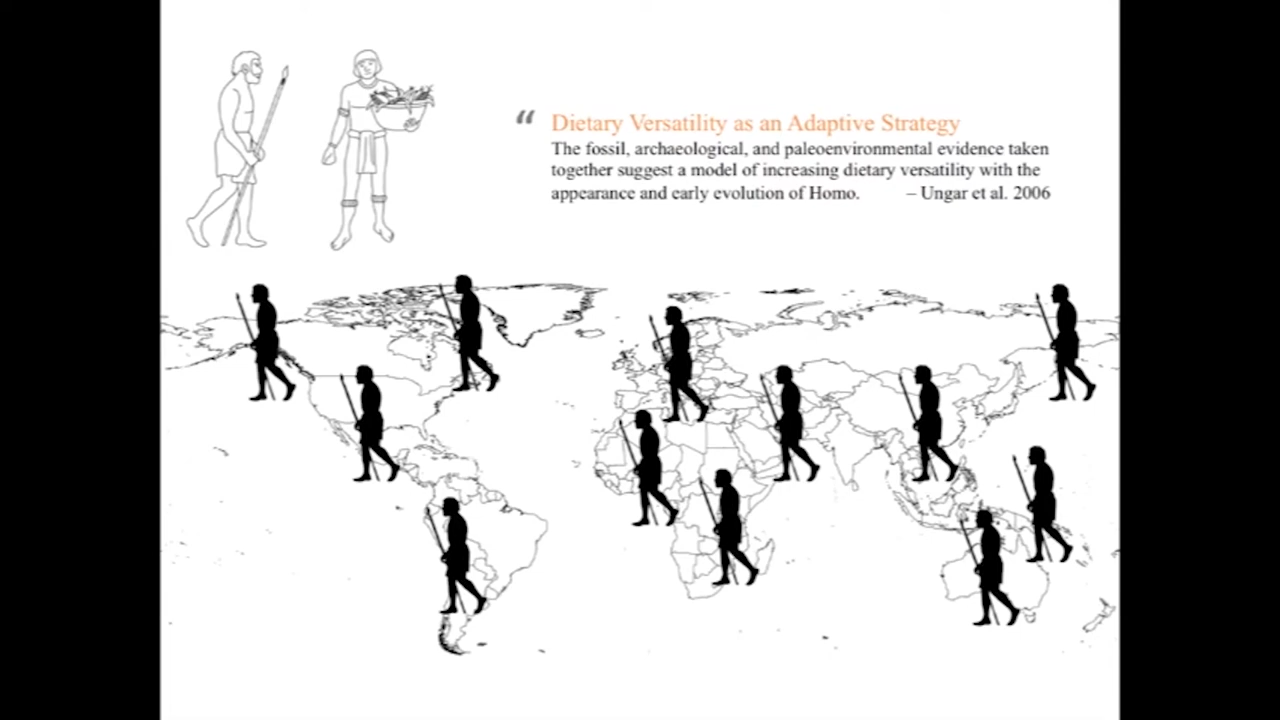 “ Dietary Versatility as an Adaptive Strategy
The fossil, archaeological, and paleoenvironmental evidence taken
together suggest a model of increasing dietary versatility with the
appearance and early evolution of Homo. – Ungar et al. 2006